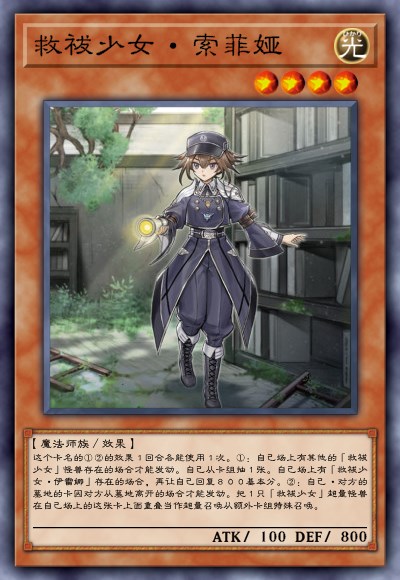 救祓少女·索菲娅
光
【魔法师族/效果】
这个卡名的①②的效果1回合各能使用1次。①:自己场上有其他的「救祓
少女」怪兽存在的场合才能发动。自己从卡组抽1张。自己场上有「救祓少
女·伊雷娜」存在的场合,再让自己回复800基本分。②:自己·对方的
墓地的卡因对方从墓地离开的场合才能发动。把1只「救祓少女」超量怪兽
在自己场上的这张卡上面重叠当作超量召唤从额外卡组特殊召唤。
ATK/ 100 DEF/ 800